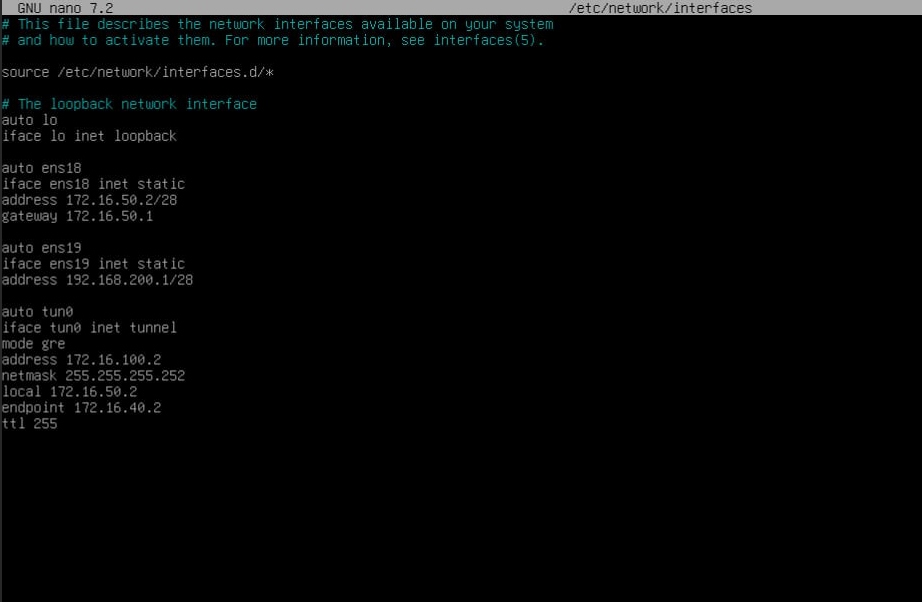 GNU nano 7.2 /etc/network/interfaces
# This file describes the network interfaces available on your system
# and how to activate them. For more information, see interfaces(5).
source /etc/network/interfaces.d/*
# The loopback network interface
auto lo
iface lo inet loopback
auto ens18
iface ens18 inet static
address 172.16.50.2/28
gateway 172.16.50.1
auto ens19
iface ens19 inet static
address 192.168.200.1/28
auto tun0
iface tun0 inet tunnel
mode gre
address 172.16.100.2
netmask 255.255.255.252
local 172.16.50.2
endpoint 172.16.40.2
ttl 255